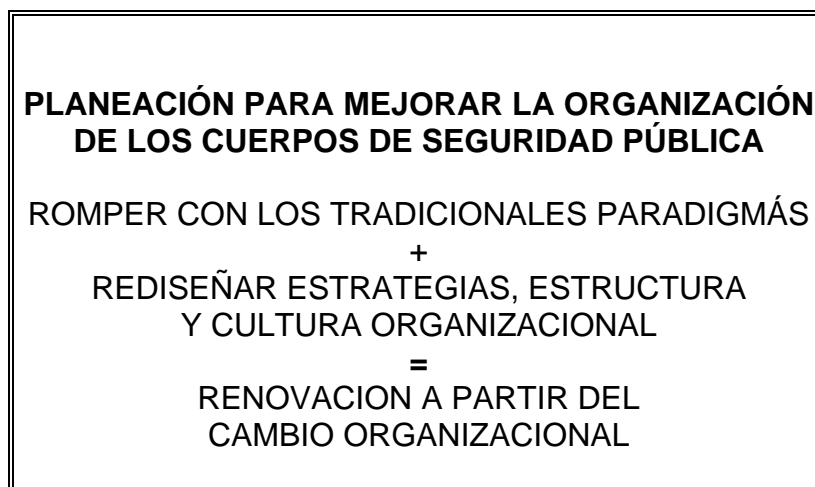 PLANEACIÓN PARA MEJORAR LA ORGANIZACIÓN
DE LOS CUERPOS DE SEGURIDAD PÚBLICA
ROMPER CON LOS TRADICIONALES PARADIGMÁS
+
REDISEÑAR ESTRATEGIAS, ESTRUCTURA
Y CULTURA ORGANIZACIONAL
=
RENOVACION A PARTIR DEL
CAMBIO ORGANIZACIONAL